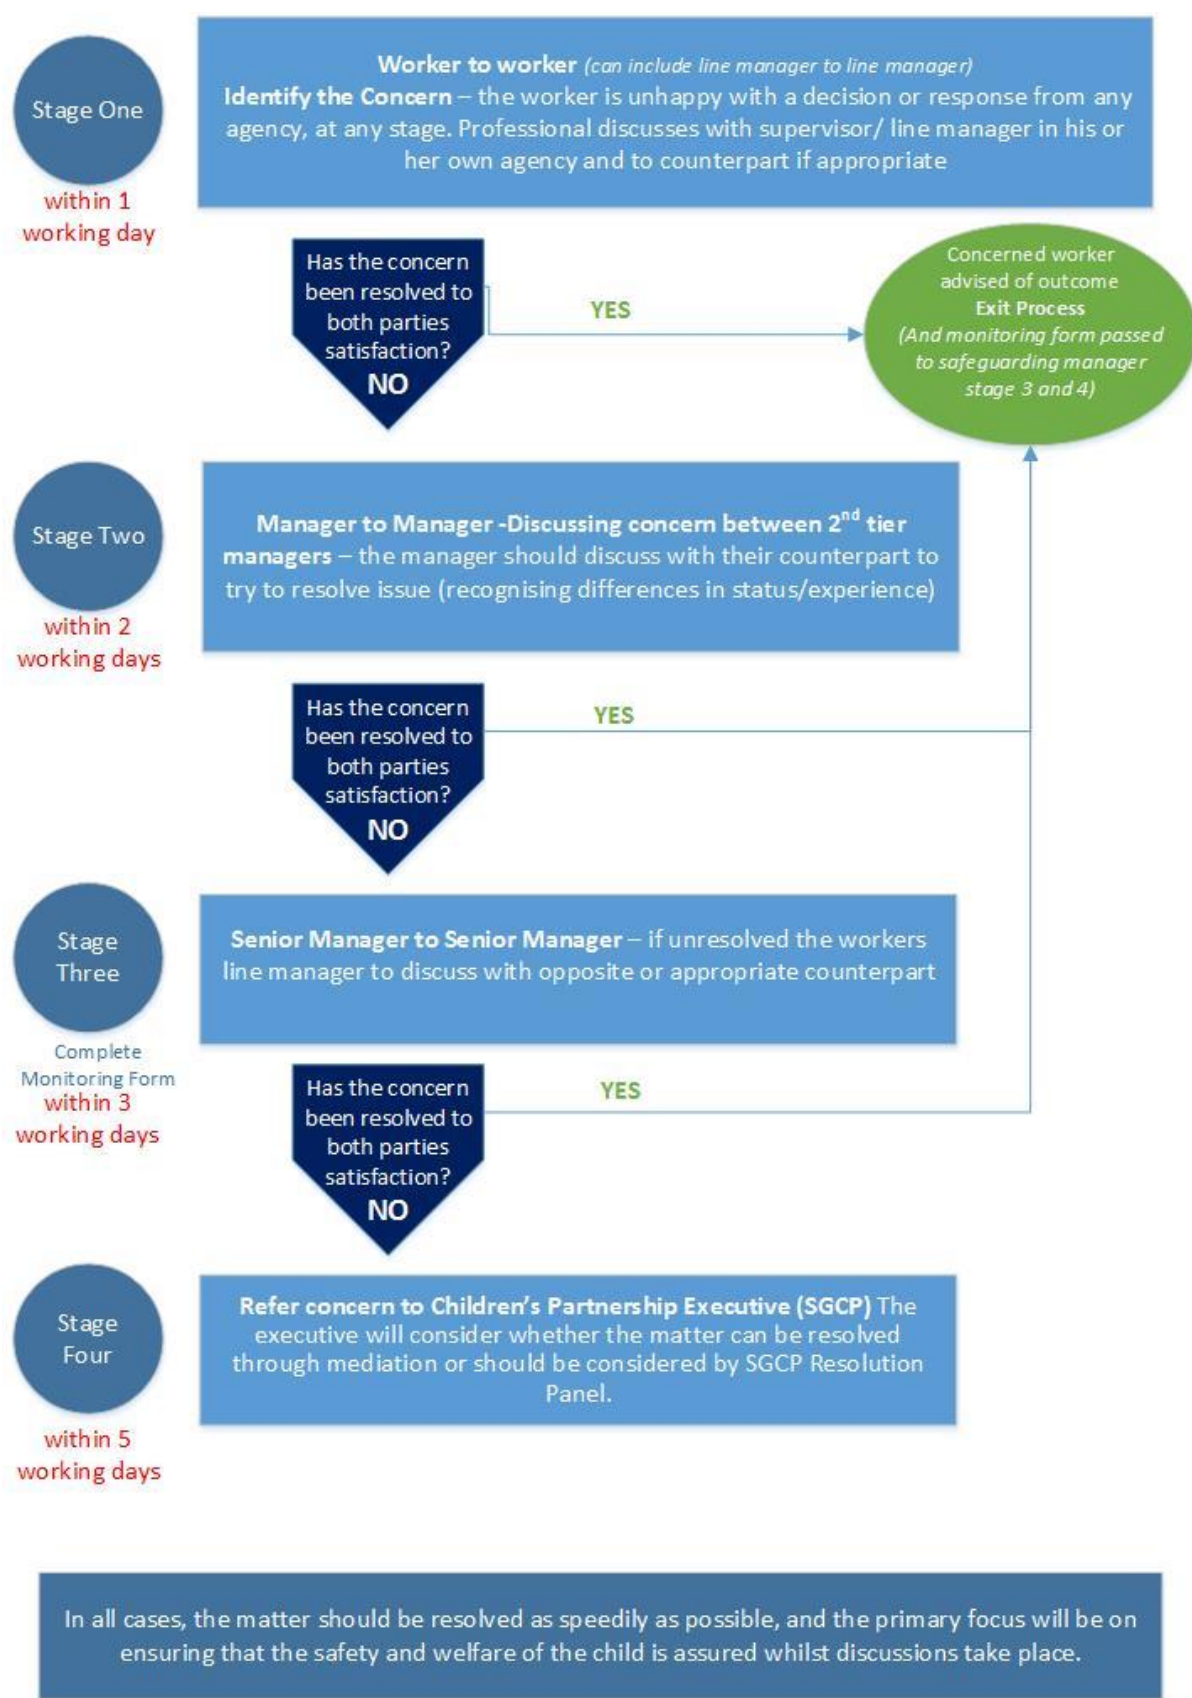 Stage One
within 1
working day
Worker to worker (can include line manager to line manager)
Identify the Concern – the worker is unhappy with a decision or response from any
agency, at any stage. Professional discusses with supervisor/ line manager in his or
her own agency and to counterpart if appropriate
Has the concern
been resolved to
both parties
satisfaction?
NO
YES
Concerned worker
advised of outcome
Exit Process
(And monitoring form passed
to safeguarding manager
stage 3 and 4)
Stage Two
within 2
working days
Manager to Manager -Discussing concern between 2nd tier
managers – the manager should discuss with their counterpart to
try to resolve issue (recognising differences in status/experience)
Has the concern
been resolved to
both parties
satisfaction?
NO
YES
Stage
Three
Complete
Monitoring Form
within 3
working days
Senior Manager to Senior Manager – if unresolved the workers
line manager to discuss with opposite or appropriate counterpart
Has the concern
been resolved to
both parties
satisfaction?
NO
YES
Stage
Four
within 5
working days
Refer concern to Children’s Partnership Executive (SGCP) The
executive will consider whether the matter can be resolved
through mediation or should be considered by SGCP Resolution
Panel.
In all cases, the matter should be resolved as speedily as possible, and the primary focus will be on
ensuring that the safety and welfare of the child is assured whilst discussions take place.